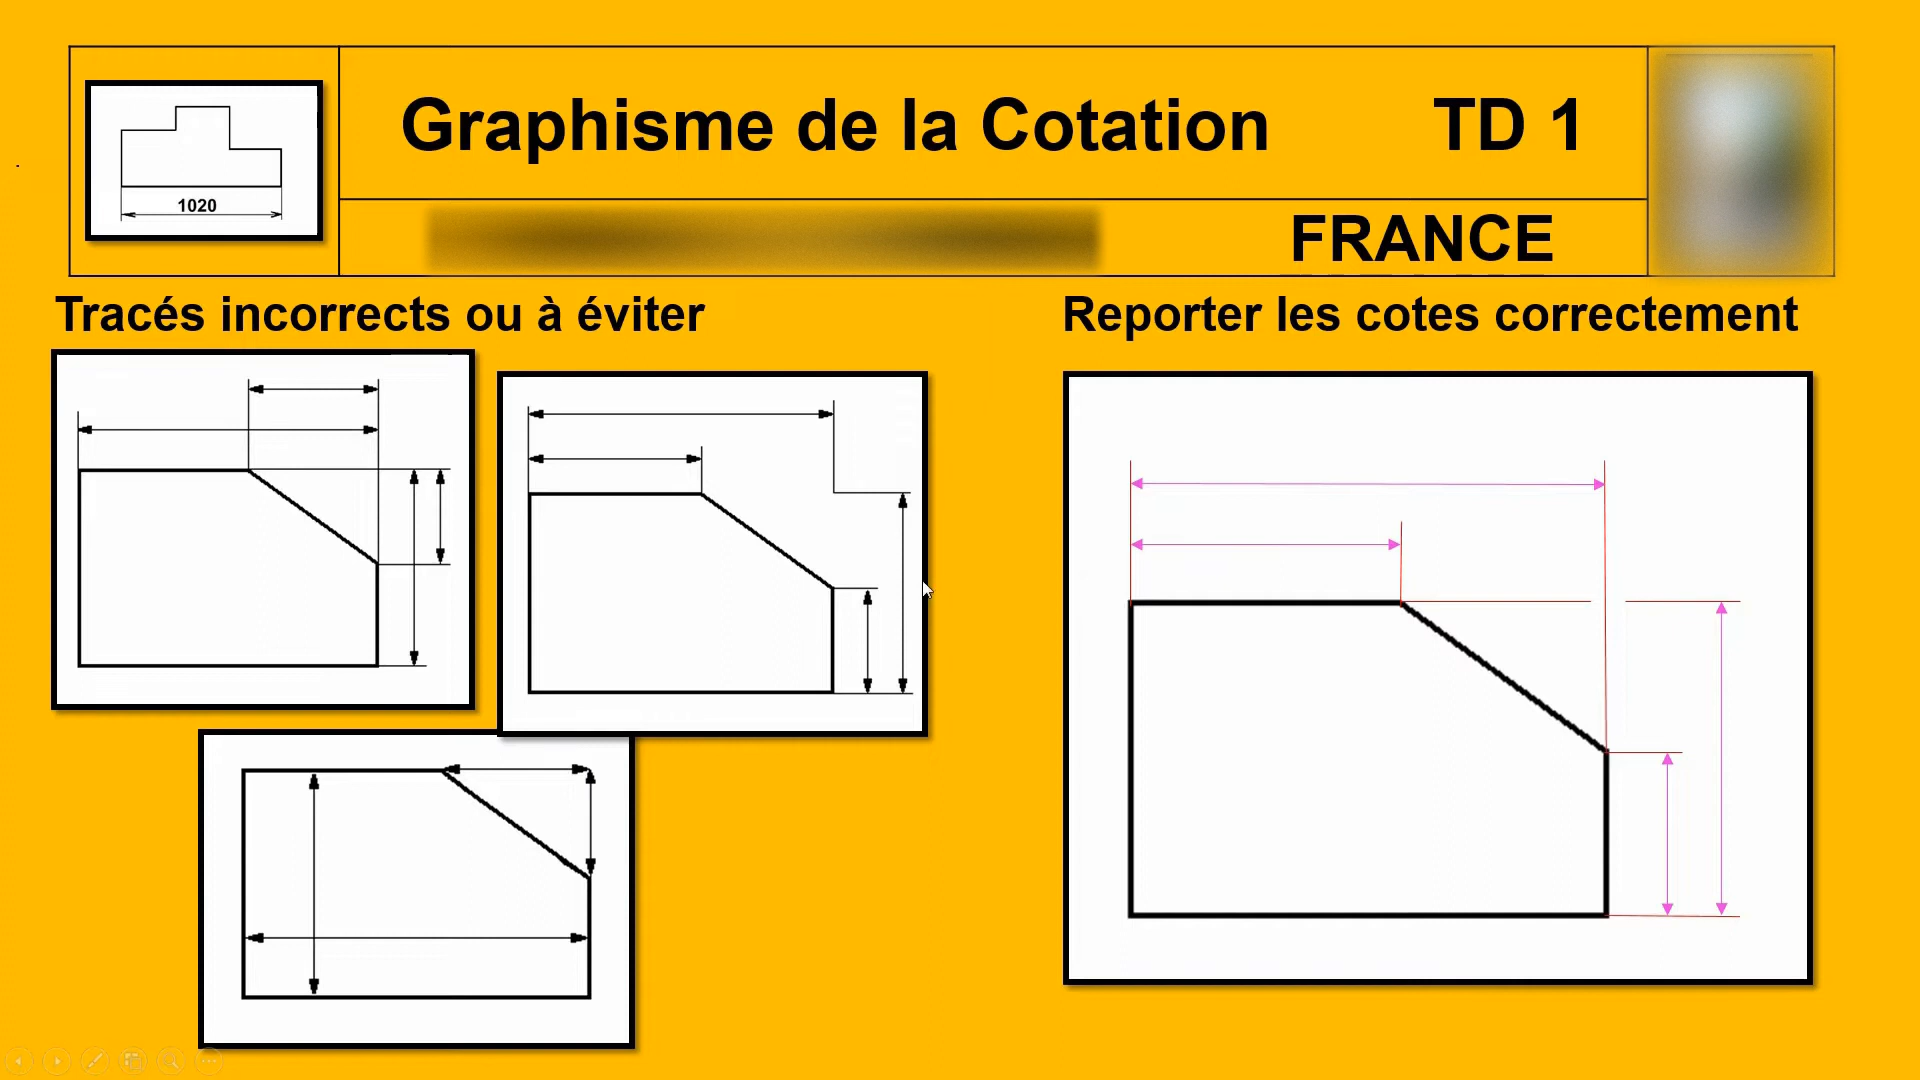 Graphisme de la Cotation TD 1
1020
FRANCE
Tracés incorrects ou à éviter
Reporter les cotes correctement